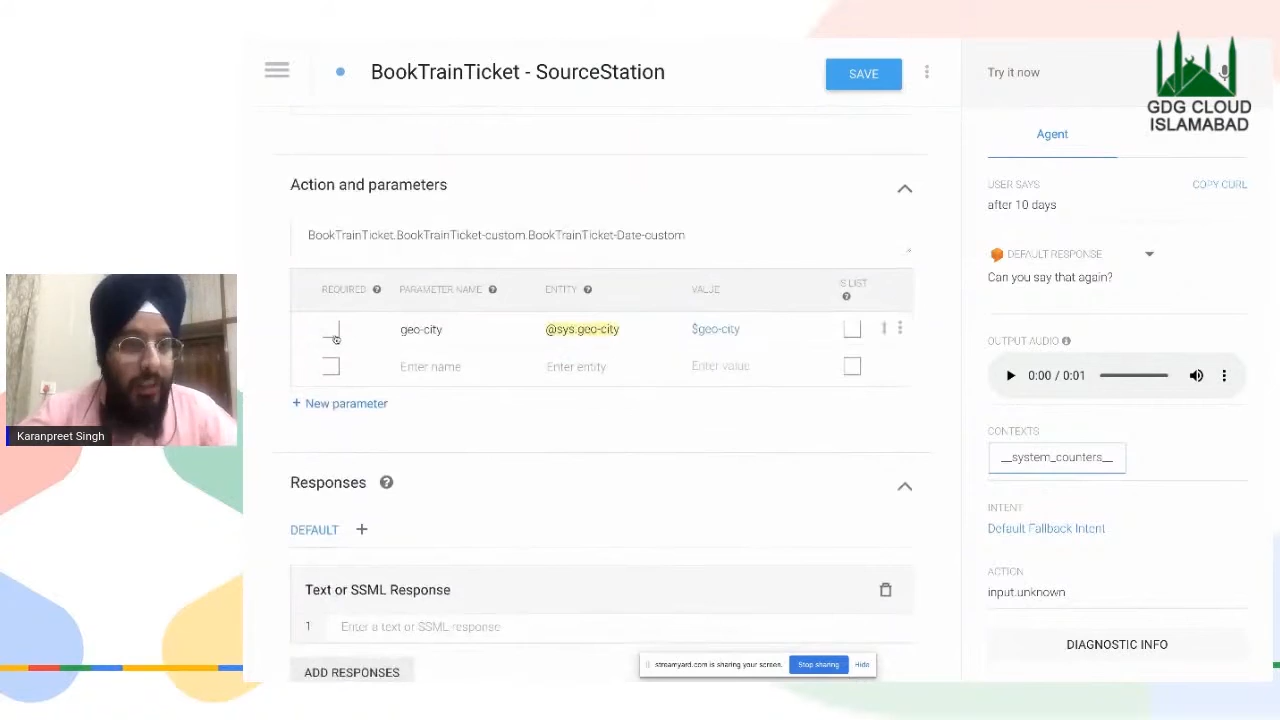 BookTrainTicket - SourceStation
SAVE
Try it now
GDG CLOUD
ISLAMABAD
Agent
Action and parameters
USER SAYS
COPY CURL
after 10 days
BookTrainTicket.BookTrainTicket-custom.BookTrainTicket-Date-custom
DEFAULT RESPONSE
Can you say that again?
REQUIRED
PARAMETER NAME
ENTITY
VALUE
IS LIST
geo-city
@sys.geo-city
$geo-city
Enter name
Enter entity
Enter value
+ New parameter
OUTPUT AUDIO
0:00 / 0:01
CONTEXTS
__system_counters__
Karanpreet Singh
Responses
DEFAULT +
INTENT
Default Fallback Intent
ACTION
input.unknown
Text or SSML Response
1 Enter a text or SSML response
ADD RESPONSES
streamyard.com is sharing your screen.
Stop sharing
Hide
DIAGNOSTIC INFO